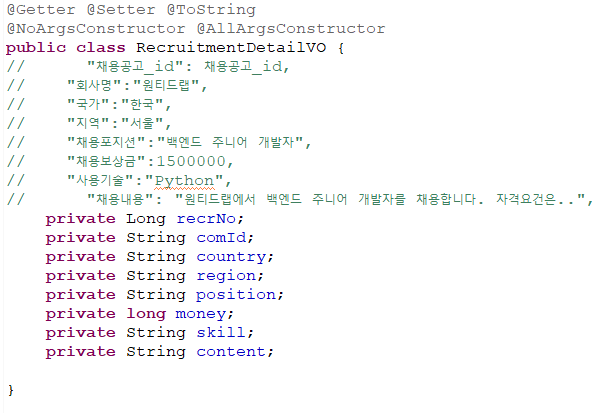 @Getter @Setter @ToString
@NoArgsConstructor @AllArgsConstructor
public class RecruitmentDetailVO {
//      "채용공고_id": 채용공고_id,
//    "회사명":"원티드랩",
//    "국가":"한국",
//    "지역":"서울",
//    "채용포지션":"백엔드 주니어 개발자",
//    "채용보상금":1500000,
//    "사용기술":"Python",
//      "채용내용": "원티드랩에서 백엔드 주니어 개발자를 채용합니다. 자격요건은..",
    private Long recrNo;
    private String comId;
    private String country;
    private String region;
    private String position;
    private long money;
    private String skill;
    private String content;
}